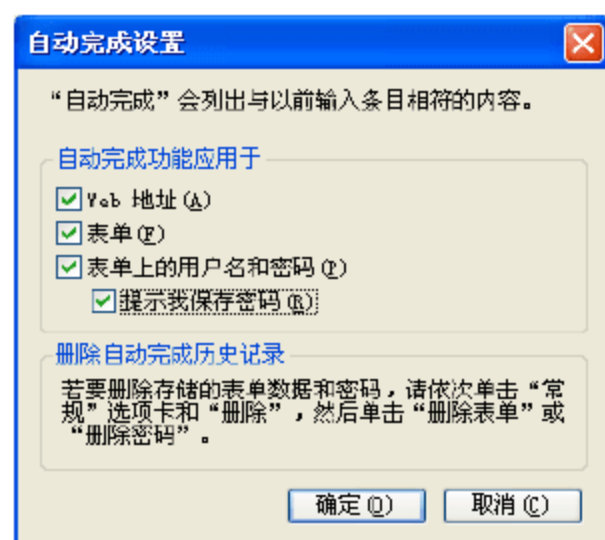 自动完成设置
“自动完成”会列出与以前输入条目相符的内容。
自动完成功能应用于
Web 地址(A)
表单(F)
表单上的用户名和密码(P)
提示我保存密码(R)
删除自动完成历史记录
若要删除存储的表单数据和密码，请依次单击“常
规”选项卡和“删除”，然后单击“删除表单”或
“删除密码”。
确定(O) 取消(C)